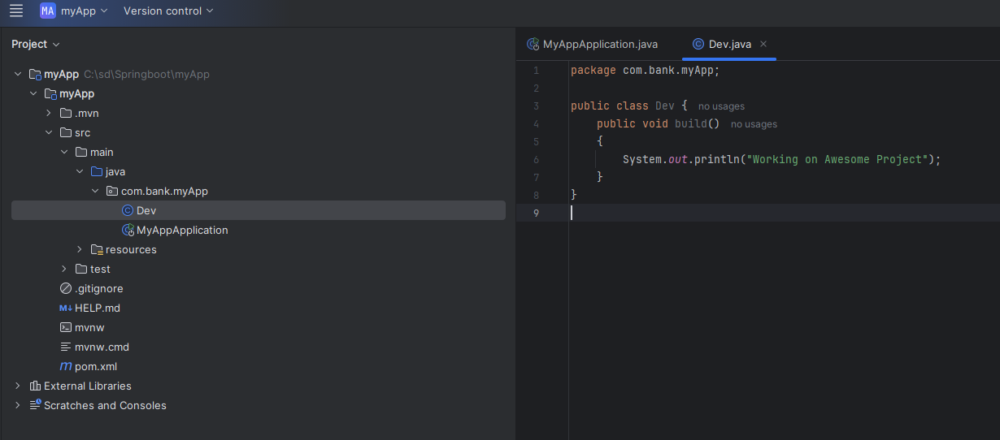 MA myApp Version control
Project
myApp C:\sd\Springboot\myApp
myApp
.mvn
src
main
java
com.bank.myApp
C Dev
MyAppApplication
resources
test
.gitignore
M↓ HELP.md
mvnw
mvnw.cmd
m pom.xml
External Libraries
Scratches and Consoles
MyAppApplication.java C Dev.java ×
1 package com.bank.myApp;
2
3 public class Dev { no usages
4 public void build() no usages
5 {
6 System.out.println("Working on Awesome Project");
7 }
8 }
9